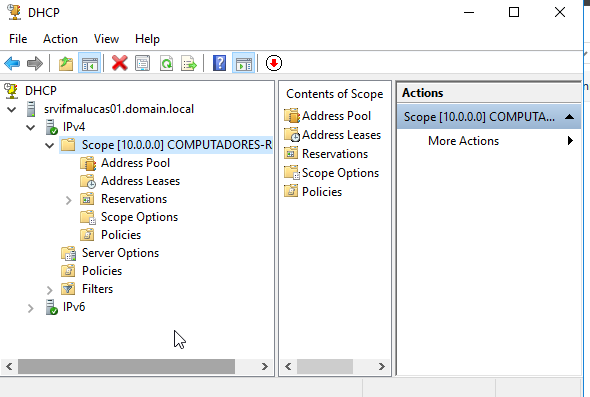 DHCP
File Action View Help
DHCP
srvifmalucas01.domain.local
IPv4
Scope [10.0.0.0] COMPUTADORES-R
Address Pool
Address Leases
Reservations
Scope Options
Policies
Server Options
Policies
Filters
IPv6
Contents of Scope
Address Pool
Address Leases
Reservations
Scope Options
Policies
Actions
Scope [10.0.0.0] COMPUTA...
More Actions